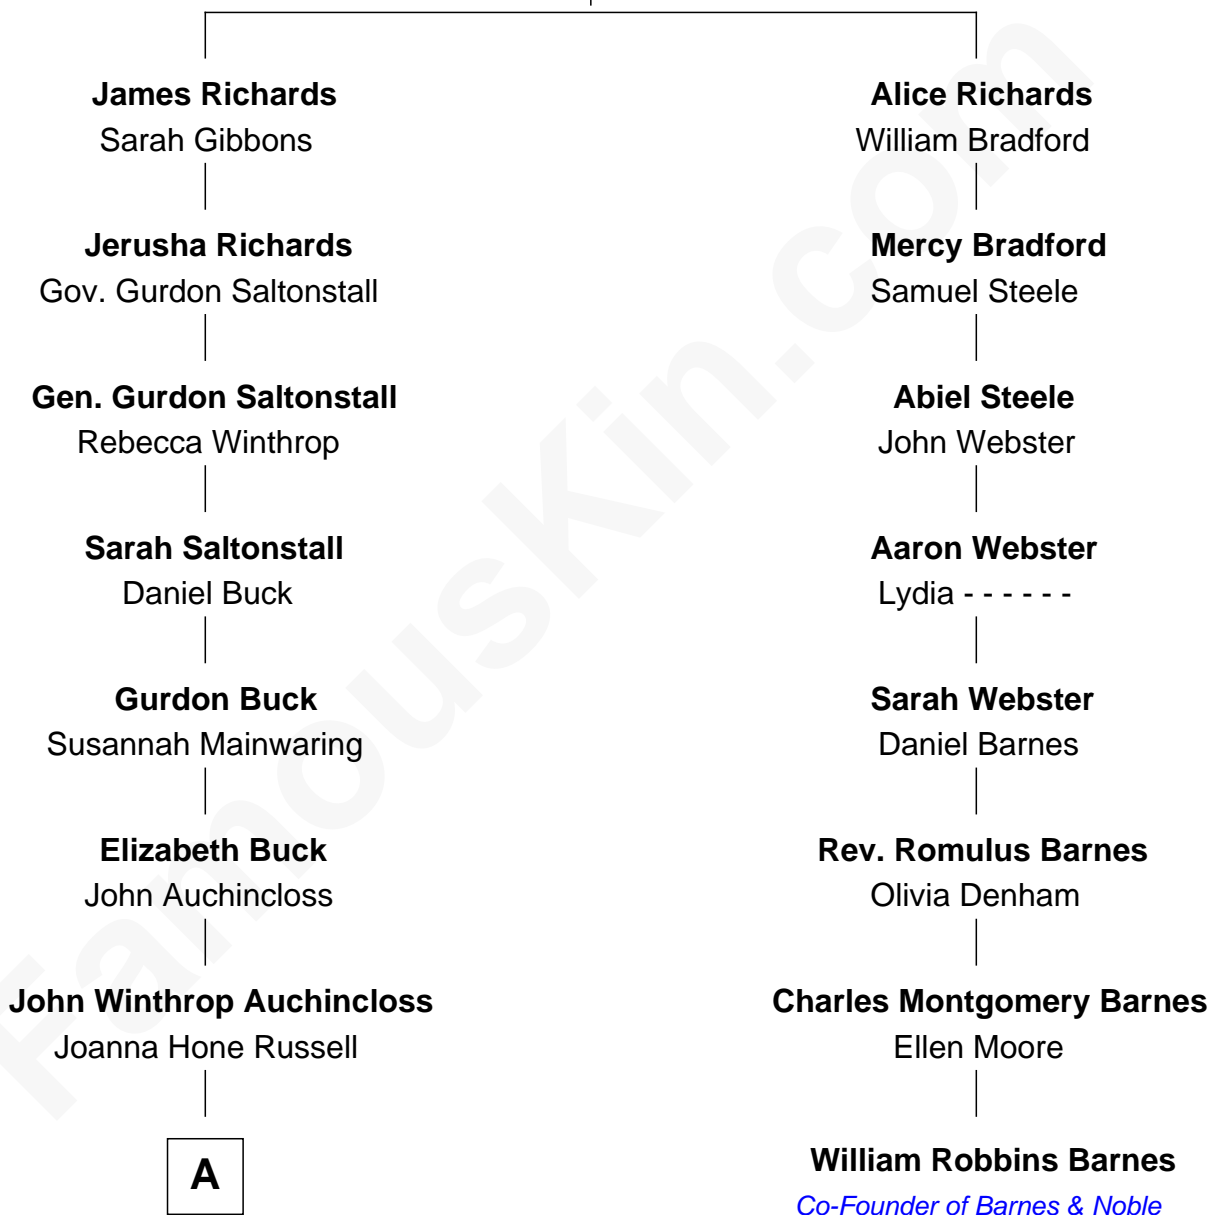 James Richards
Sarah Gibbons
Jerusha Richards
Gov. Gurdon Saltonstall
Gen. Gurdon Saltonstall
Rebecca Winthrop
Sarah Saltonstall
Daniel Buck
Gurdon Buck
Susannah Mainwaring
Elizabeth Buck
John Auchincloss
John Winthrop Auchincloss
Joanna Hone Russell
A
Alice Richards
William Bradford
Mercy Bradford
Samuel Steele
Abiel Steele
John Webster
Aaron Webster
Lydia - - - - - -
Sarah Webster
Daniel Barnes
Rev. Romulus Barnes
Olivia Denham
Charles Montgomery Barnes
Ellen Moore
William Robbins Barnes
Co-Founder of Barnes & Noble
FamousKin.com